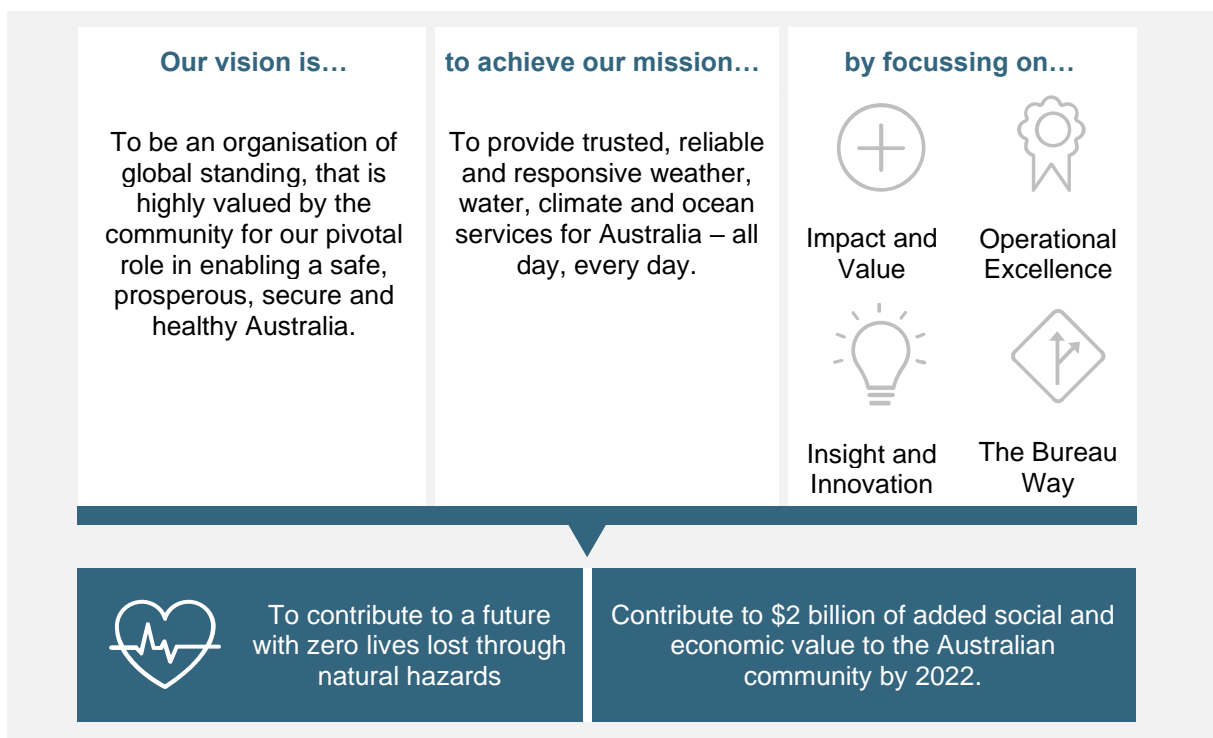 Our vision is…
To be an organisation of
global standing, that is
highly valued by the
community for our pivotal
role in enabling a safe,
prosperous, secure and
healthy Australia.
to achieve our mission…
To provide trusted, reliable
and responsive weather,
water, climate and ocean
services for Australia – all
day, every day.
by focussing on…
Impact and
Value
Operational
Excellence
Insight and
Innovation
The Bureau
Way
To contribute to a future
with zero lives lost through
natural hazards
Contribute to $2 billion of added social and
economic value to the Australian
community by 2022.